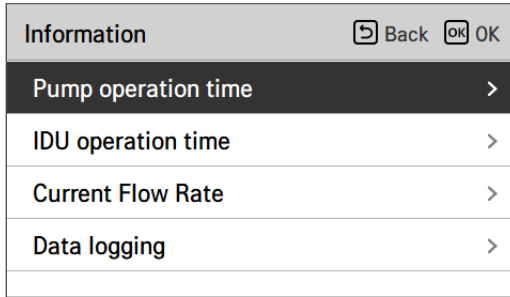 Information Back OK OK
Pump operation time
IDU operation time
Current Flow Rate
Data logging